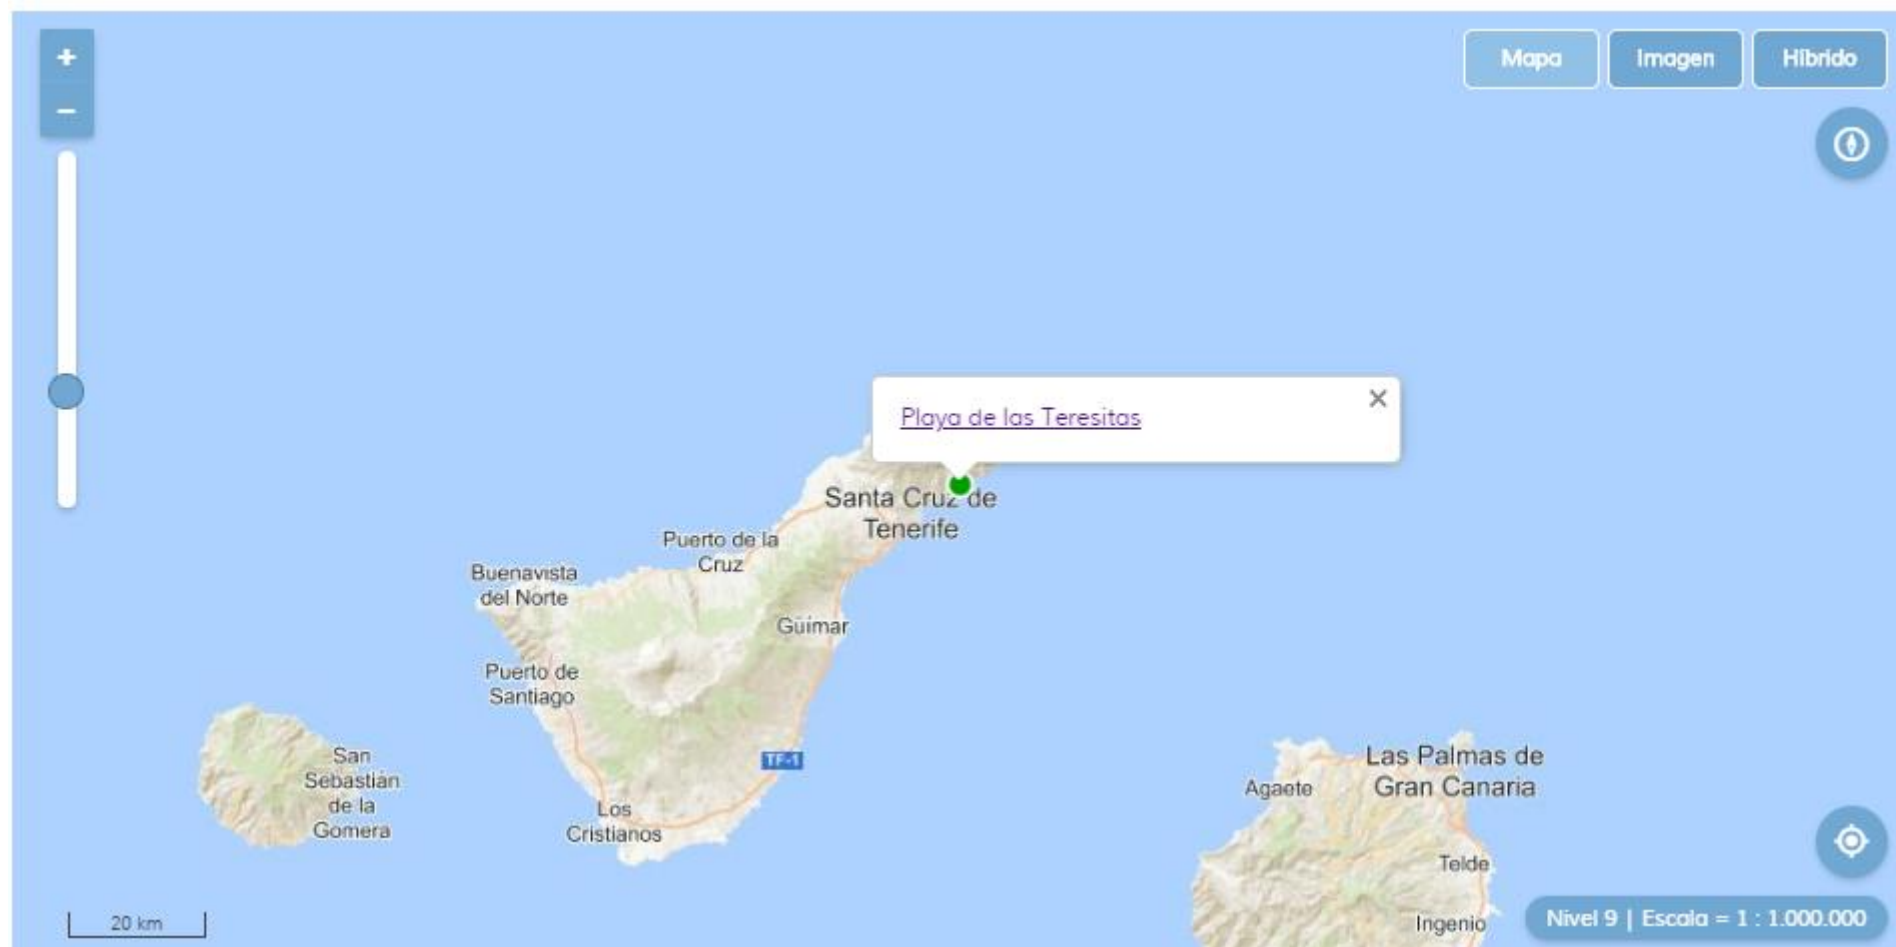 +
Mapa
Imagen
Híbrido
−
Playa de las Teresitas
×
Santa Cruz de
Tenerife
Puerto de la
Cruz
Buenavista
del Norte
Güímar
Puerto de
Santiago
San
Sebastián
de la
Gomera
TF-1
Los
Cristianos
Las Palmas de
Gran Canaria
Agaete
Telde
Ingenio
20 km
Nivel 9 | Escala = 1 : 1.000.000